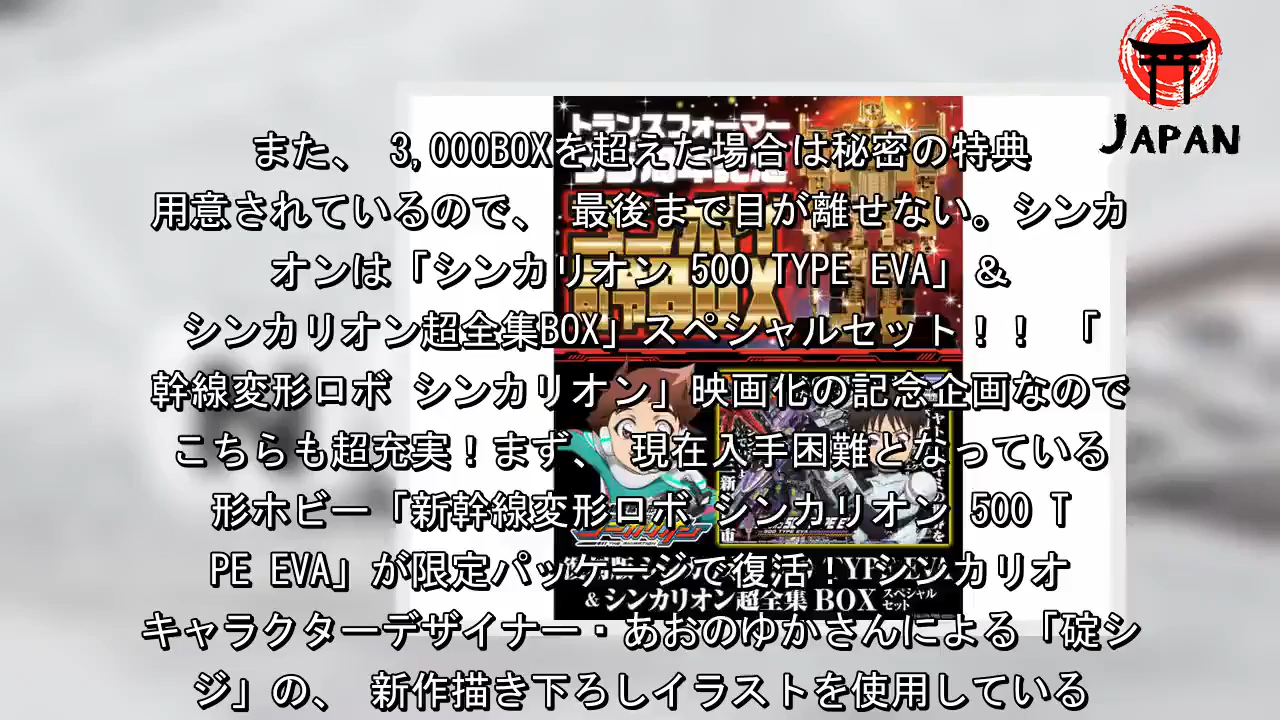 JAPAN
トランスフォーマー
また、 3,000BOXを超えた場合は秘密の特典
用意されているので、 最後まで目が離せない。シンカ
オンは「シンカリオン 500 TYPE EVA」＆
シンカリオン超全集BOX」スペシャルセット！！ 「
幹線変形ロボ シンカリオン」映画化の記念企画なので
こちらも超充実！まず、 現在入手困難となっている
形ホビー「新幹線変形ロボ シンカリオン 500 T
PE EVA」が限定パッケージで復活！ シンカリオ
&シンカリオン超全集 BOX スペシャルセット
キャラクターデザイナー・あおのゆかさんによる「碇シ
ジ」の、 新作描き下ろしイラストを使用している